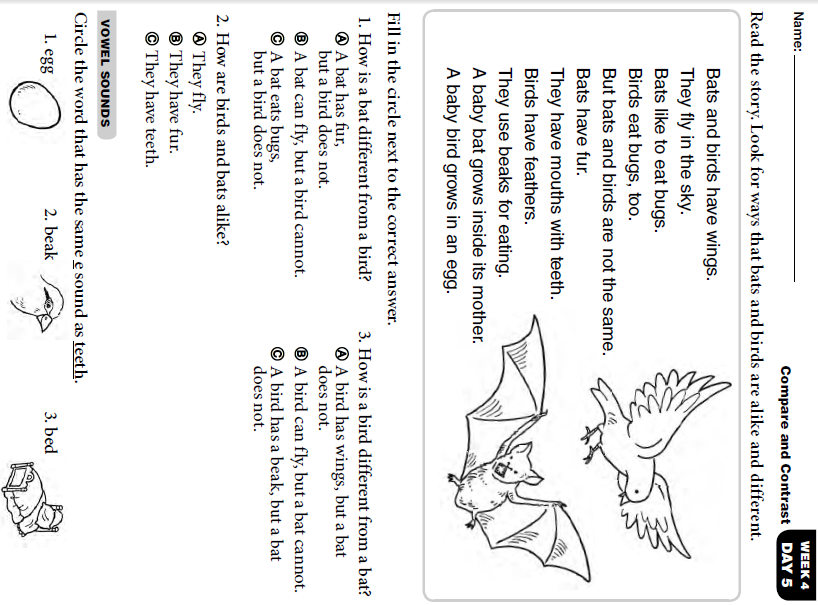 Name:
WEEK 4
DAY 5
Compare and Contrast
Read the story. Look for ways that bats and birds are alike and different.
Bats and birds have wings.
They fly in the sky.
Bats like to eat bugs.
Birds eat bugs, too.
But bats and birds are not the same.
Bats have fur.
They have mouths with teeth.
Birds have feathers.
They use beaks for eating.
A baby bat grows inside its mother.
A baby bird grows in an egg.
Fill in the circle next to the correct answer.
1. How is a bat different from a bird?
Ⓐ A bat has fur,
but a bird does not.
Ⓑ A bat can fly, but a bird cannot.
Ⓒ A bat eats bugs,
but a bird does not.
2. How are birds and bats alike?
Ⓐ They fly.
Ⓑ They have fur.
Ⓒ They have teeth.
3. How is a bird different from a bat?
Ⓐ A bird has wings, but a bat
does not.
Ⓑ A bird can fly, but a bat cannot.
Ⓒ A bird has a beak, but a bat
does not.
VOWEL SOUNDS
Circle the word that has the same e sound as teeth.
1. egg
2. beak
3. bed